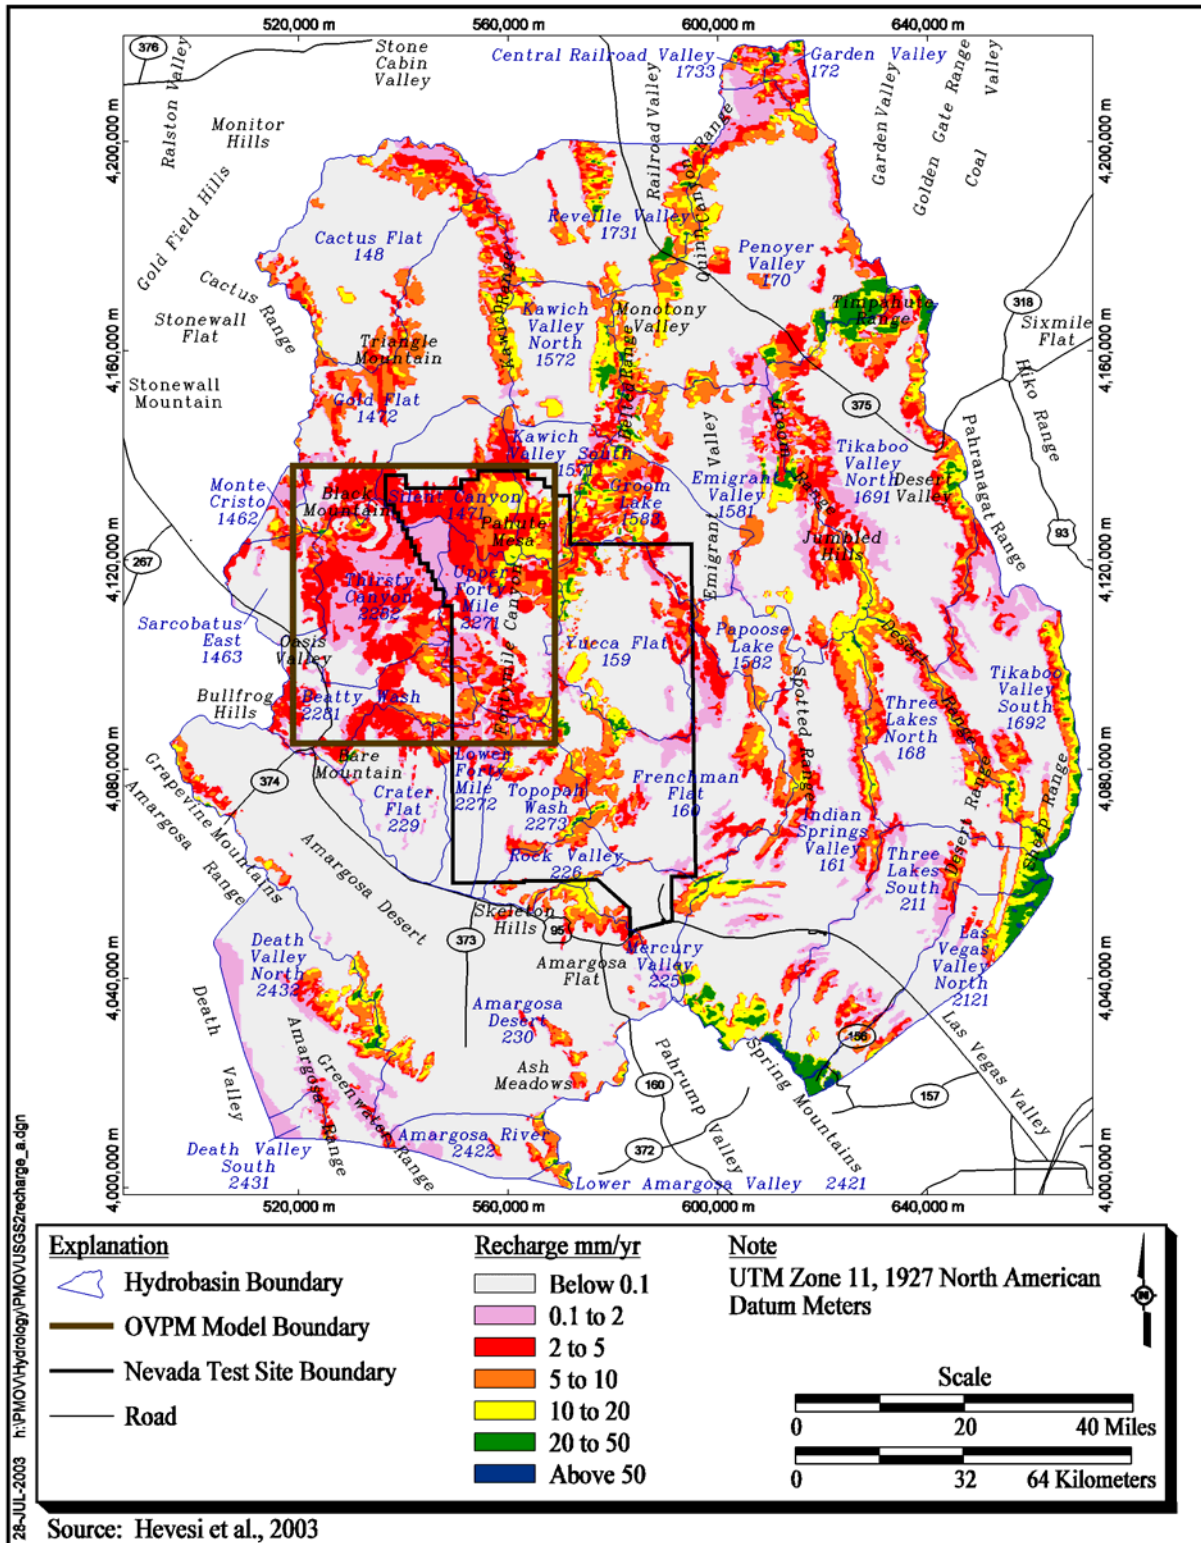 520,000 m
560,000 m
600,000 m
640,000 m
376
Ralston Valley
Stone
Cabin
Valley
Central Railroad Valley
1733
Garden Valley
172
Railroad Valley
Garden Valley
Golden Gate Range
Coal Valley
4,200,000 m
4,200,000 m
Monitor
Hills
Gold Field Hills
Quinn Canyon Range
Cactus Flat
148
Reveille Valley
1731
Penoyer
Valley
170
Cactus Range
Stonewall
Flat
Kawich Range
Kawich
Valley
North
1572
Monotony
Valley
Timpahute
Range
318
Sixmile
Flat
4,160,000 m
4,160,000 m
Triangle
Mountain
Belted Range
Stonewall
Mountain
Gold Flat
1472
375
Hiko Range
Groom Range
Kawich
Valley South
1571
Emigrant Valley
Tikaboo
Valley
North
1691
Desert
Valley
Pahranagat Range
Monte
Cristo
1462
Black
Mountain
Silent Canyon
1471
Pahute
Mesa
Groom
Lake
1583
Emigrant
Valley
1581
93
Jumbled
Hills
4,120,000 m
4,120,000 m
267
Thirsty
Canyon
2282
Upper
Forty
Mile
2271
Fortymile Canyon
Sarcobatus
East
1463
Oasis
Valley
Yucca Flat
159
Papoose
Lake
1582
Desert Range
Spotted Range
Tikaboo
Valley
South
1692
Bullfrog
Hills
Beatty Wash
2281
Three
Lakes
North
168
Bare
Mountain
4,080,000 m
4,080,000 m
374
Grapevine Mountains
Amargosa Range
Crater
Flat
229
Lower
Forty
Mile
2272
Topopah
Wash
2273
Frenchman
Flat
160
Desert Range
Sheep Range
Indian
Springs
Valley
161
Three
Lakes
South
211
Rock Valley
226
Amargosa Desert
Skeleton
Hills
95
373
Las
Vegas
Valley
North
2121
Death
Valley
North
2432
Mercury
Valley
225
Amargosa
Flat
4,040,000 m
4,040,000 m
Death Valley
Amargosa
Desert
230
156
Las Vegas Valley
Amargosa Range
Greenwater Range
Ash
Meadows
Pahrump Valley
Spring Mountains
160
157
Death Valley
South
2431
Amargosa River
2422
372
Lower Amargosa Valley 2421
4,000,000 m
4,000,000 m
520,000 m
560,000 m
600,000 m
640,000 m
28-JUL-2003 h:\PMOV\Hydrology\PMOVUSGS2recharge_a.dgn
Explanation
Hydrobasin Boundary
OVPM Model Boundary
Nevada Test Site Boundary
Road
Recharge mm/yr
Below 0.1
0.1 to 2
2 to 5
5 to 10
10 to 20
20 to 50
Above 50
Note
UTM Zone 11, 1927 North American
Datum Meters
N
Scale
0 20 40 Miles
0 32 64 Kilometers
Source: Hevesi et al., 2003